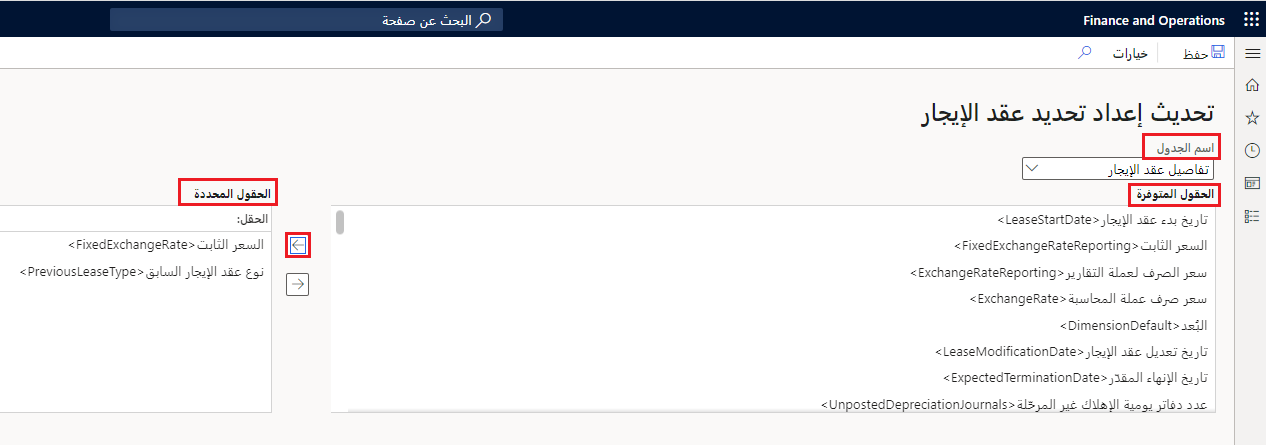 Finance and Operations
البحث عن صفحة
حفظ
خيارات
تحديث إعداد تحديد عقد الإيجار
اسم الجدول
تفاصيل عقد الإيجار
الحقول المتوفرة
تاريخ بدء عقد الإيجار<LeaseStartDate>
السعر الثابت<FixedExchangeRateReporting>
سعر الصرف لعملة التقارير<ExchangeRateReporting>
سعر صرف عملة المحاسبة<ExchangeRate>
البُعد<DimensionDefault>
تاريخ تعديل عقد الإيجار<LeaseModificationDate>
تاريخ الإنهاء المقدّر<ExpectedTerminationDate>
عدد دفاتر يومية الإهلاك غير المرحّلة<UnpostedDepreciationJournals>
الحقول المحددة
الحقل:
السعر الثابت<FixedExchangeRate>
نوع عقد الإيجار السابق<PreviousLeaseType>